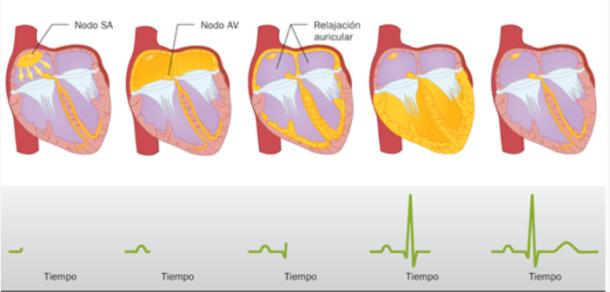 Nodo SA
Nodo AV
Relajación
auricular
Tiempo
Tiempo
Tiempo
Tiempo
Tiempo